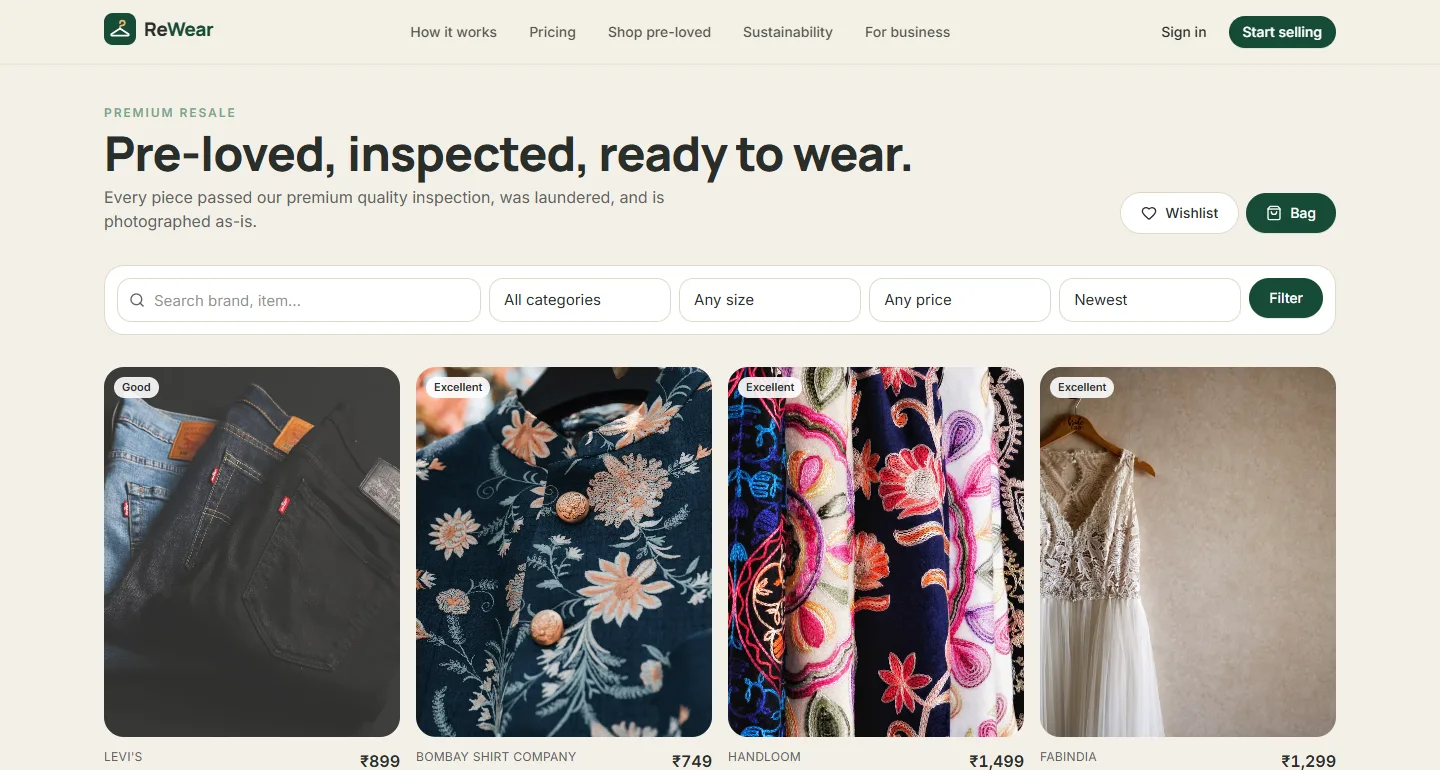 ReWear
How it works
Pricing
Shop pre-loved
Sustainability
For business
Sign in
Start selling
PREMIUM RESALE
Pre-loved, inspected, ready to wear.
Every piece passed our premium quality inspection, was laundered, and is
photographed as-is.
Wishlist
Bag
Search brand, item...
All categories
Any size
Any price
Newest
Filter
Good
Excellent
Excellent
Excellent
LEVI'S
₹899
BOMBAY SHIRT COMPANY
₹749
HANDLOOM
₹1,499
FABINDIA
₹1,299